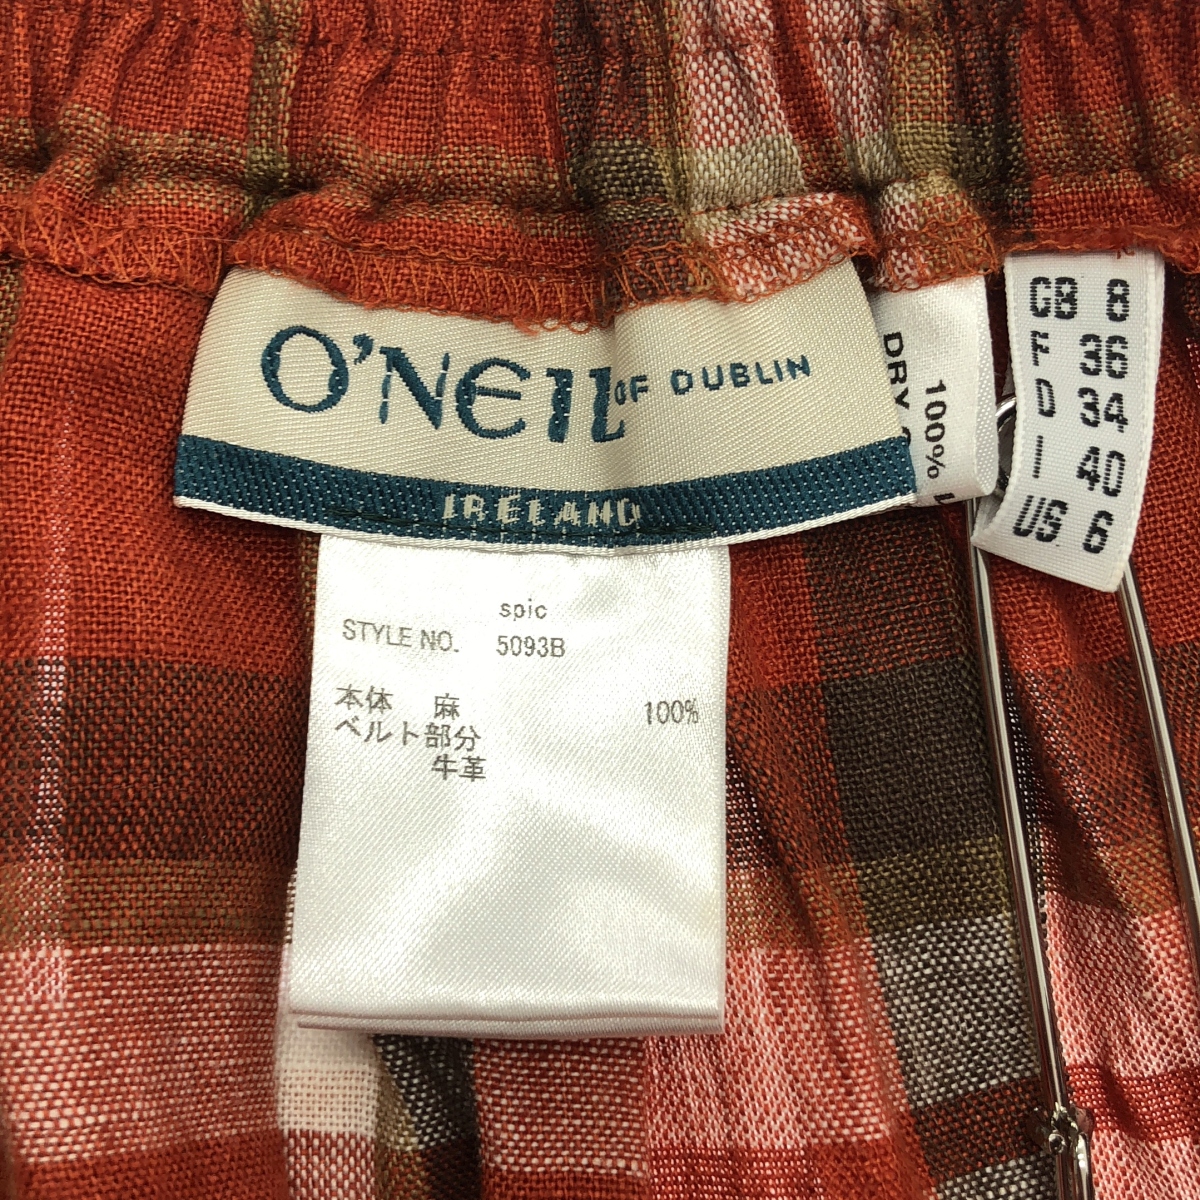 O'NEIL OF DUBLIN
IRELAND
DRY
100%
GB 8
F 36
D 34
I 40
US 6
spic
STYLE NO. 5093B
本体 麻 100%
ベルト部分
牛革